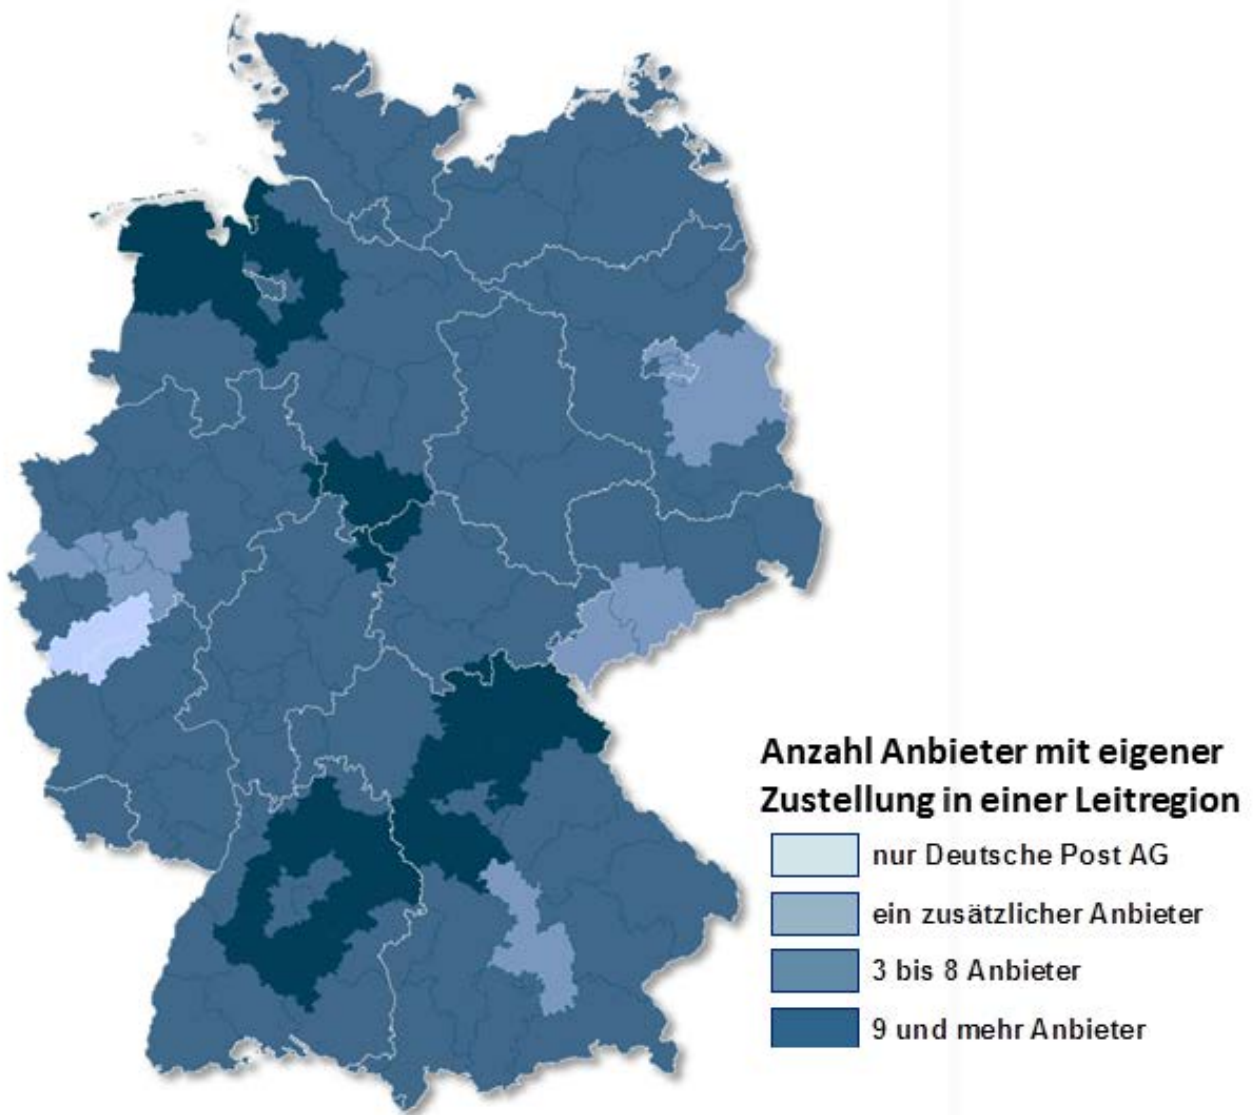 Anzahl Anbieter mit eigener
Zustellung in einer Leitregion
nur Deutsche Post AG
ein zusätzlicher Anbieter
3 bis 8 Anbieter
9 und mehr Anbieter